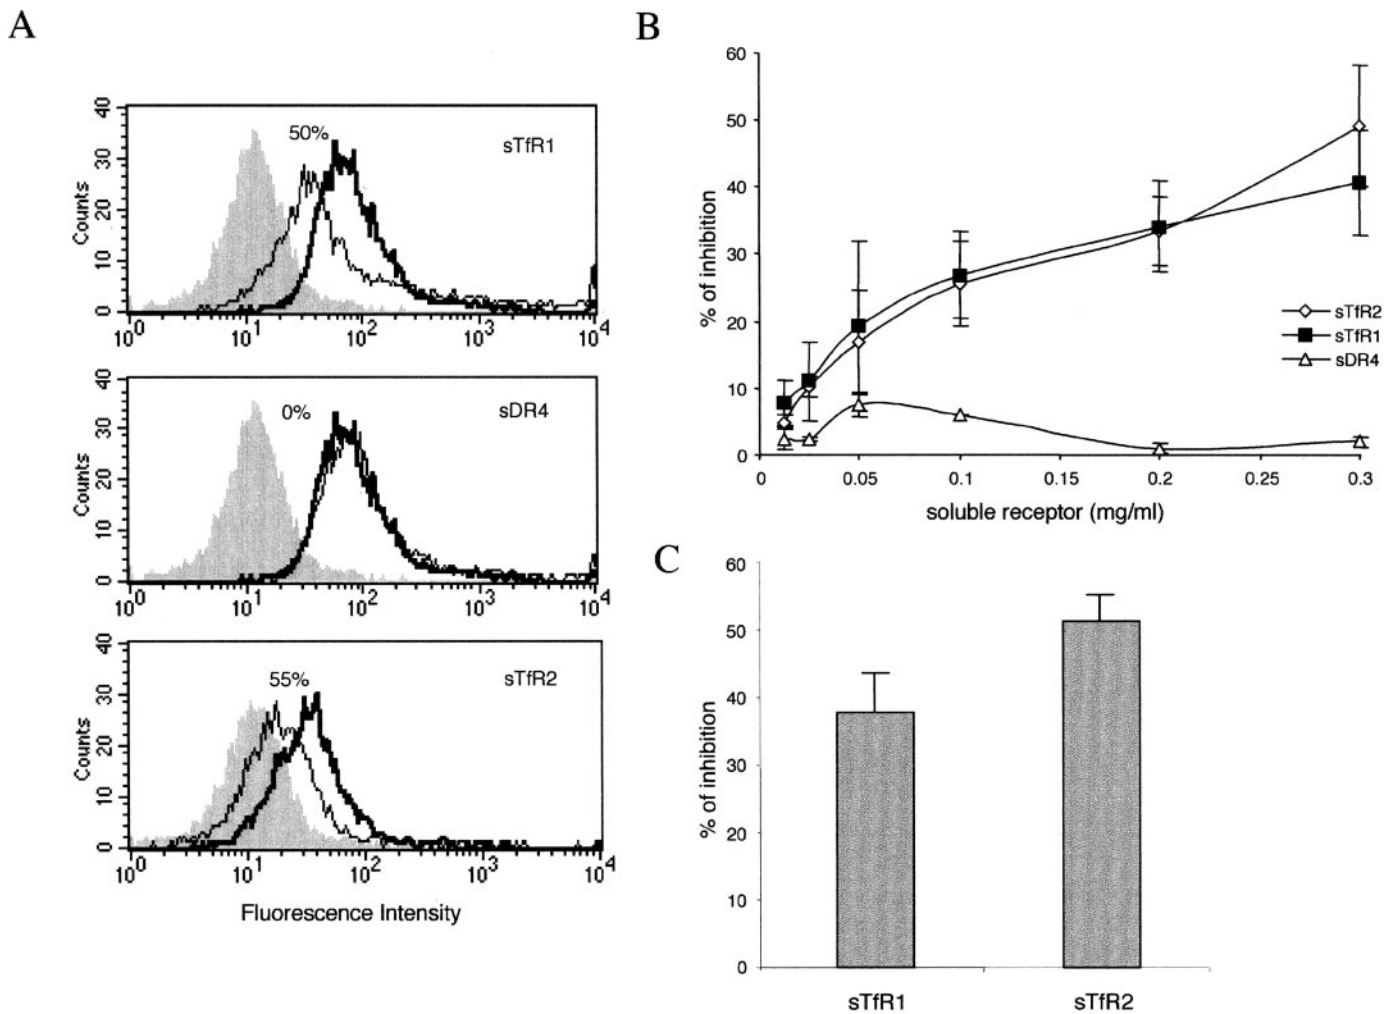 A
40
30
20
10
0
Counts
50%
sTfR1
10^0 10^1 10^2 10^3 10^4
40
30
20
10
0
Counts
0%
sDR4
10^0 10^1 10^2 10^3 10^4
40
30
20
10
0
Counts
55%
sTfR2
10^0 10^1 10^2 10^3 10^4
Fluorescence Intensity
B
60
50
40
30
20
10
0
% of inhibition
sTfR2
sTfR1
sDR4
0 0.05 0.1 0.15 0.2 0.25 0.3
soluble receptor (mg/ml)
C
60
50
40
30
20
10
0
% of inhibition
sTfR1 sTfR2